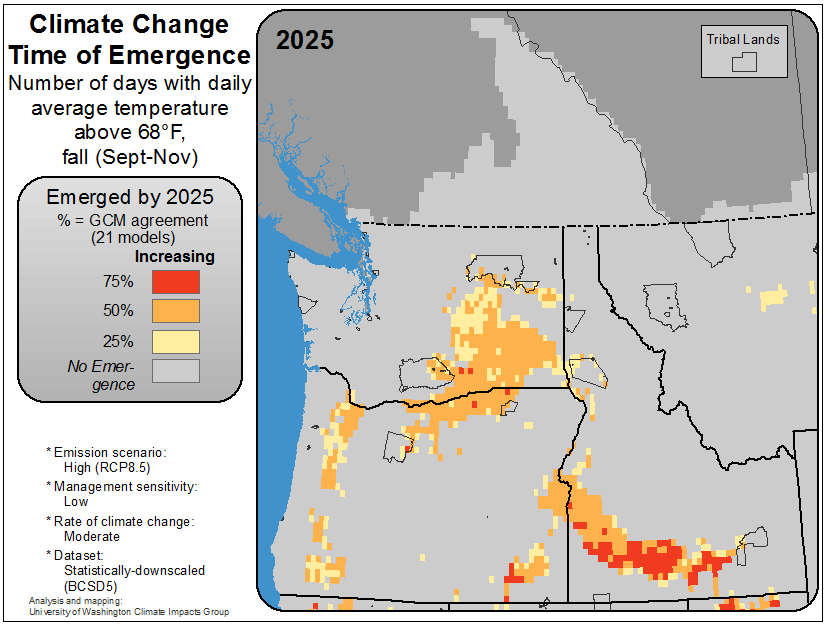 Climate Change
Time of Emergence
Number of days with daily
average temperature
above 68°F,
fall (Sept-Nov)
Emerged by 2025
% = GCM agreement
(21 models)
Increasing
75%
50%
25%
No Emer-
gence
* Emission scenario:
High (RCP8.5)
* Management sensitivity:
Low
* Rate of climate change:
Moderate
* Dataset:
Statistically-downscaled
(BCSD5)
Analysis and mapping:
University of Washington Climate Impacts Group
2025
Tribal Lands